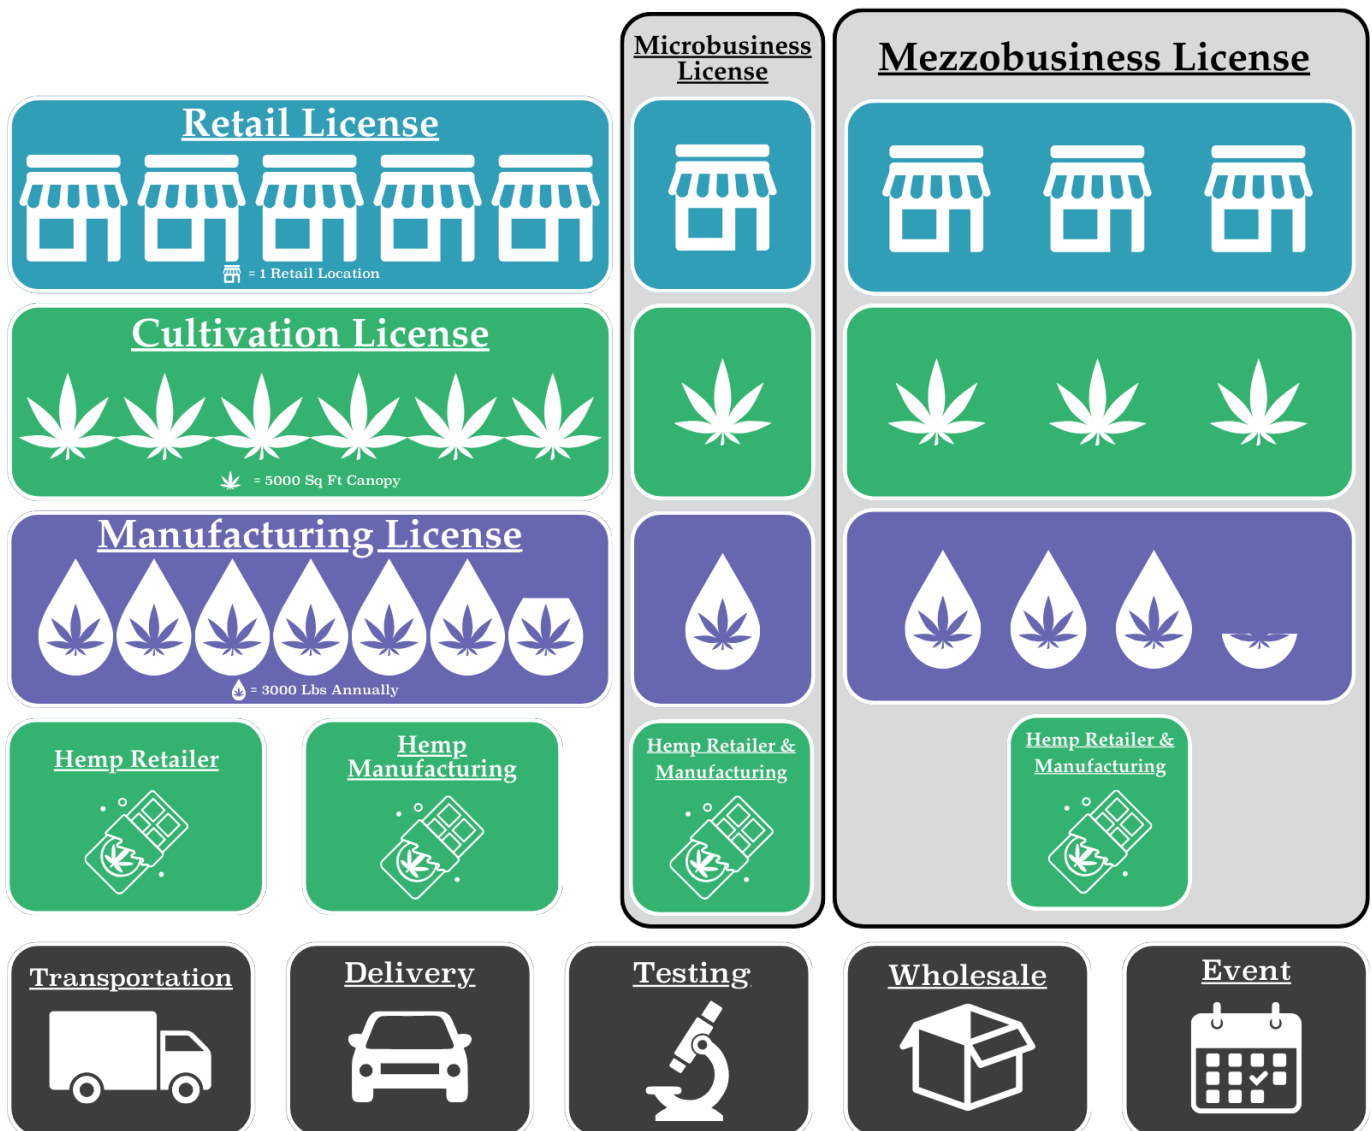 Microbusiness
License
Mezzobusiness License
Retail License
= 1 Retail Location
Cultivation License
= 5000 Sq Ft Canopy
Manufacturing License
= 3000 Lbs Annually
Hemp Retailer
Hemp
Manufacturing
Hemp Retailer &
Manufacturing
Hemp Retailer &
Manufacturing
Transportation
Delivery
Testing
Wholesale
Event